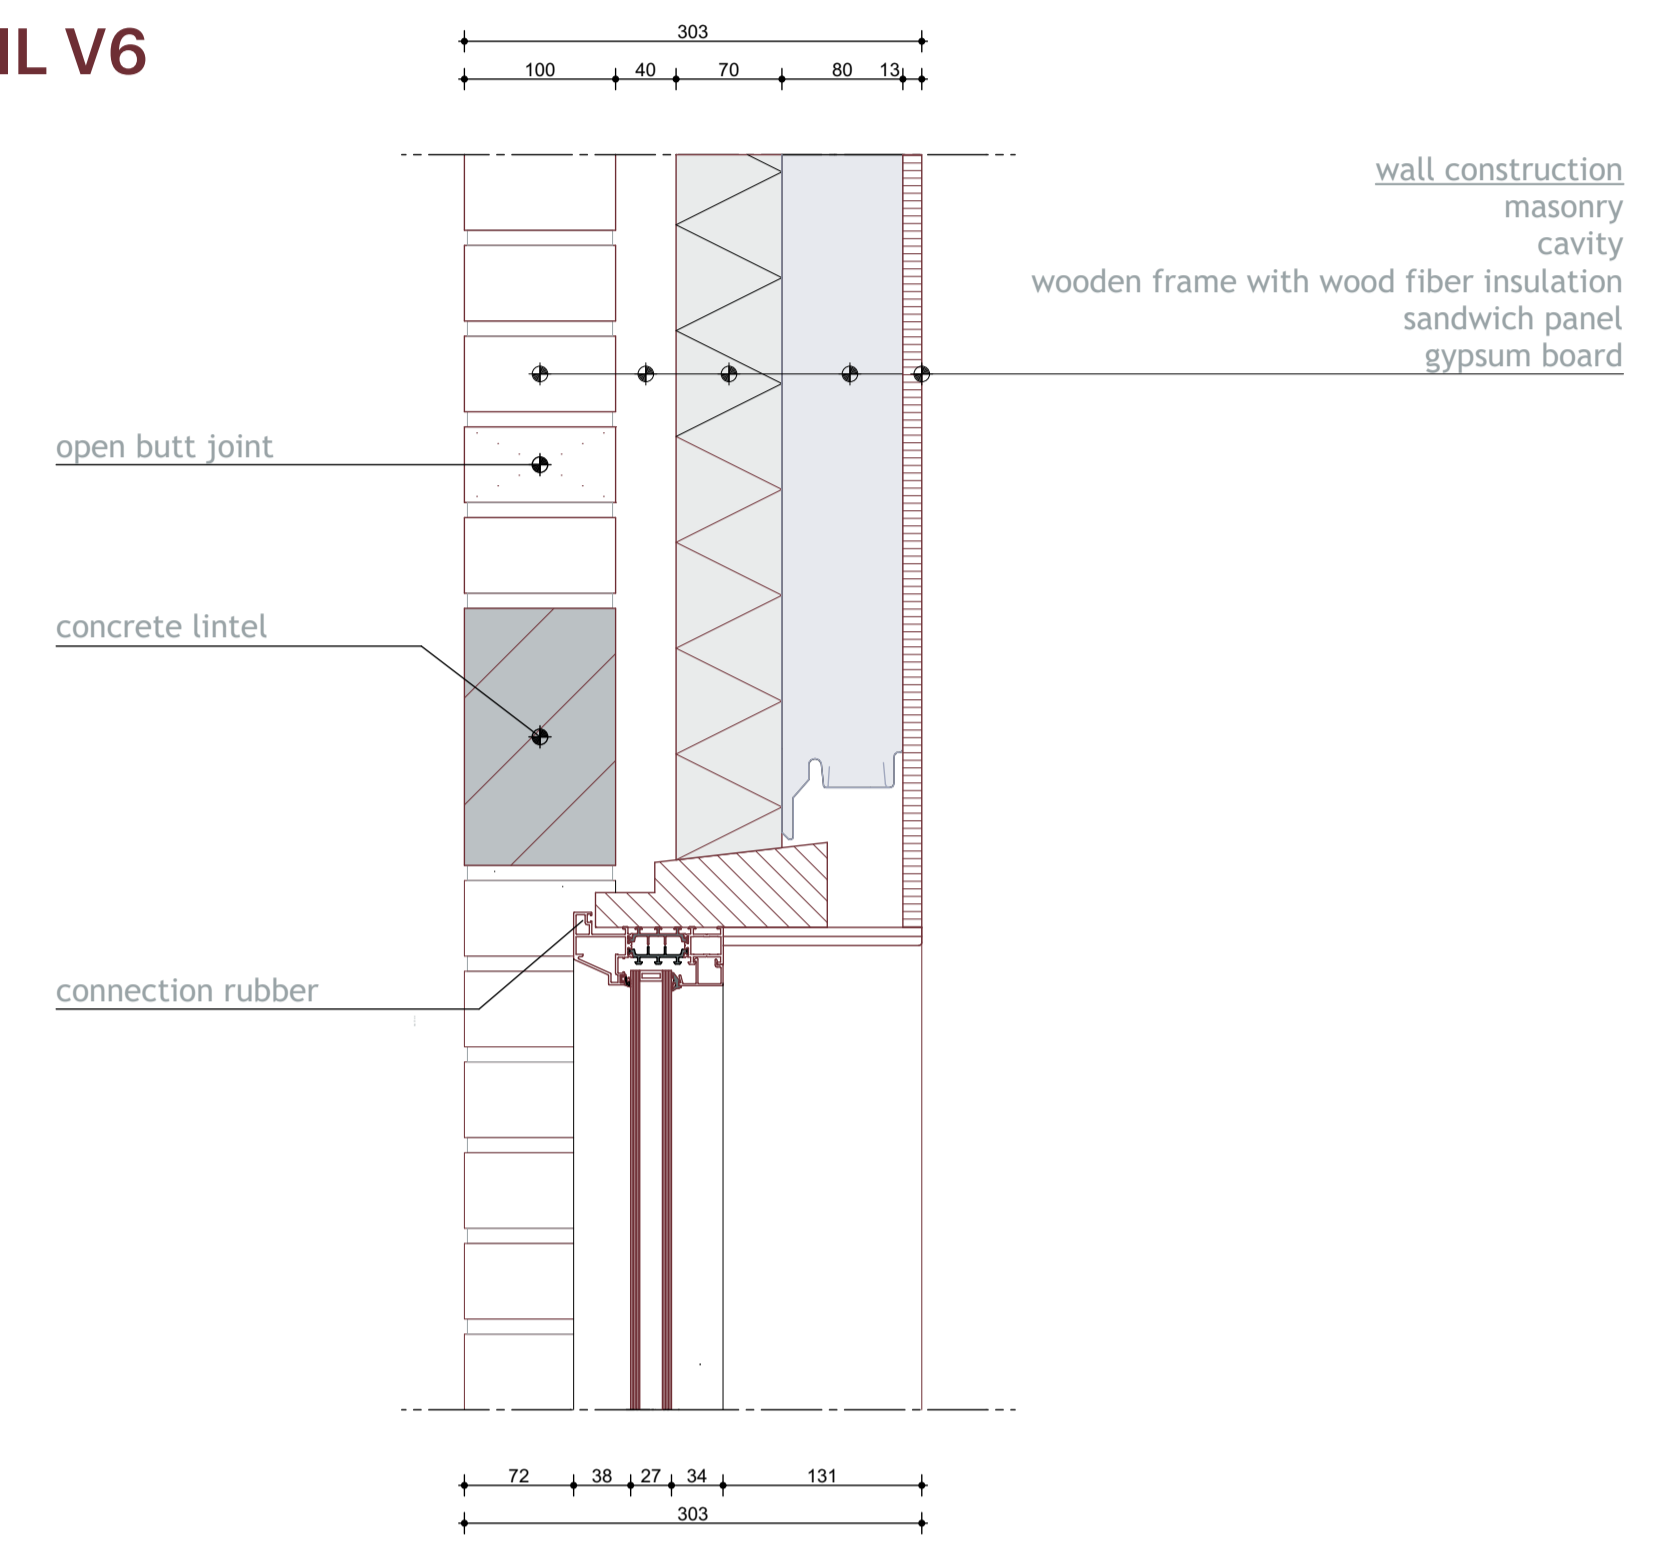 IL V6
303
100 40 70 80 13
wall construction
masonry
cavity
wooden frame with wood fiber insulation
sandwich panel
gypsum board
open butt joint
concrete lintel
connection rubber
72 38 27 34 131
303